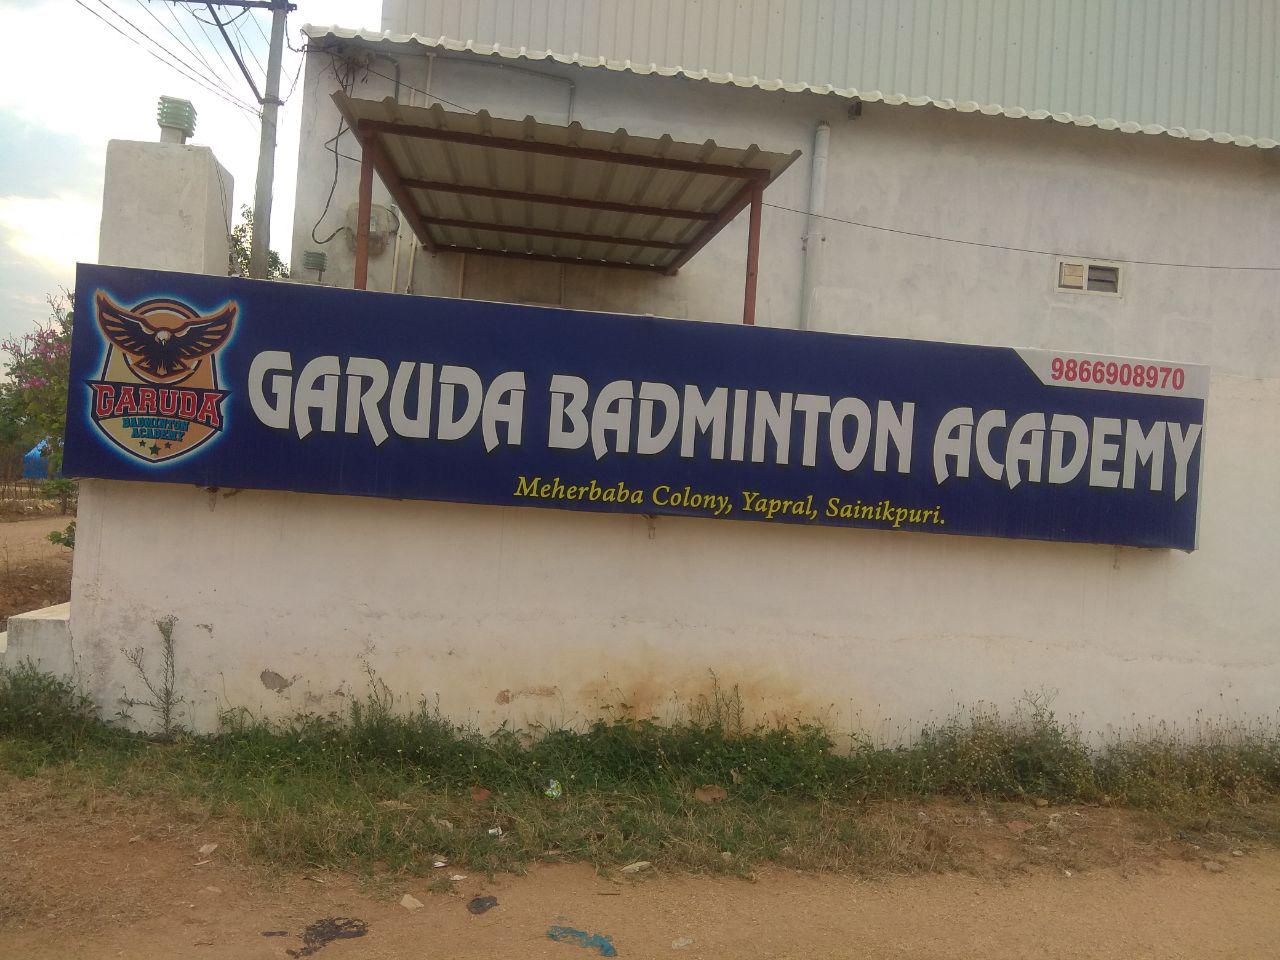 GARUDA
BADMINTON
ACADEMY
9866908970
GARUDA BADMINTON ACADEMY
Meherbaba Colony, Yapral, Sainikpuri.